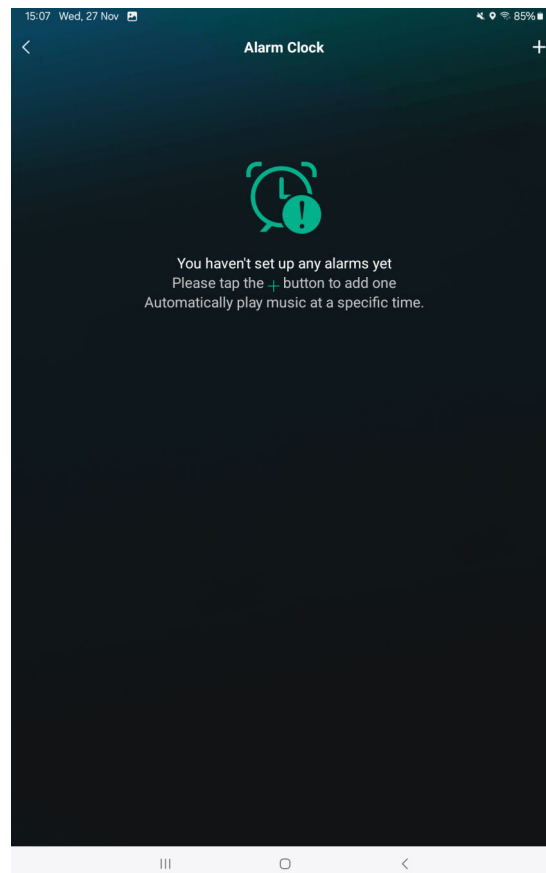 15:07 Wed, 27 Nov 85%
Alarm Clock
You haven't set up any alarms yet
Please tap the + button to add one
Automatically play music at a specific time.